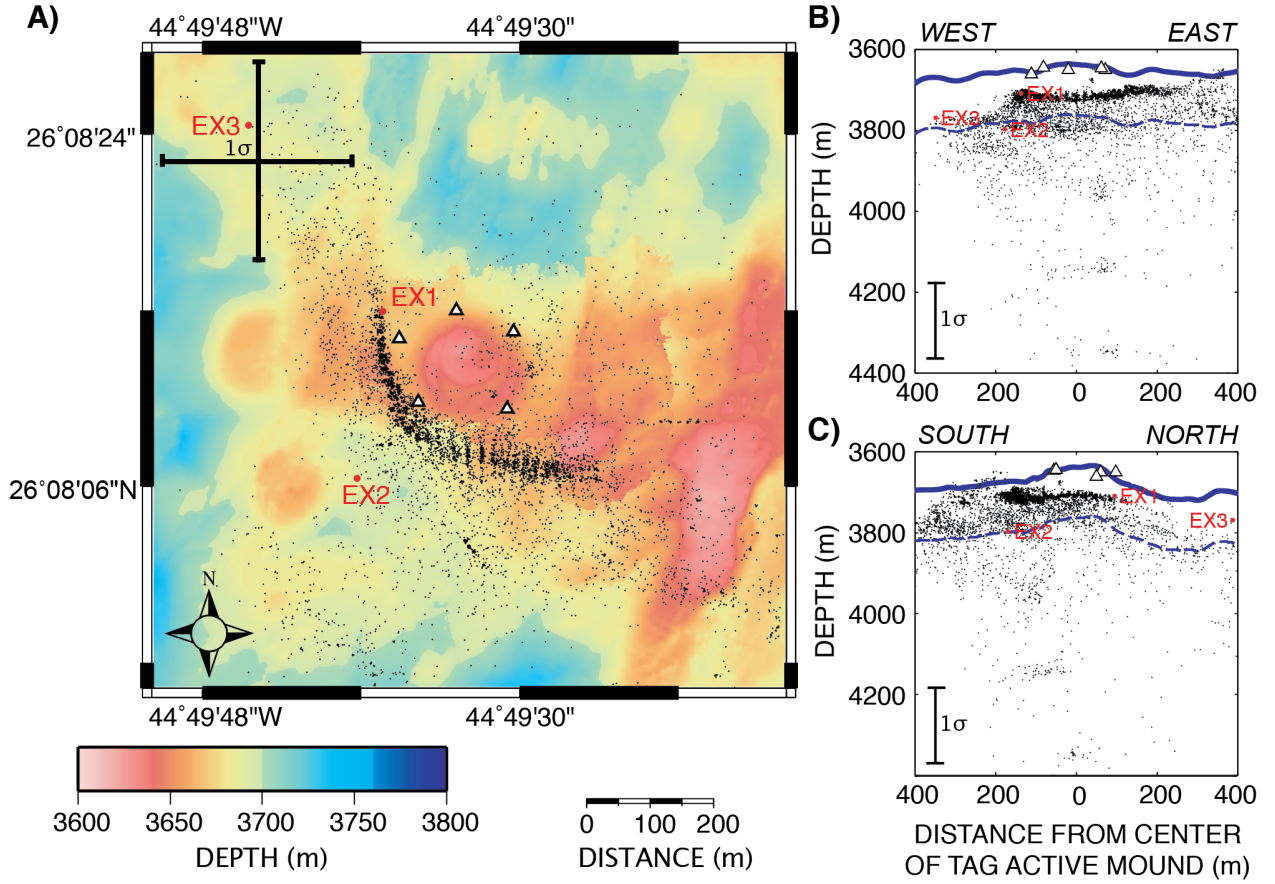 A)
44°49'48"W
44°49'30"
26°08'24"
26°08'06"N
EX3
1σ
EX1
EX2
N
44°49'48"W
44°49'30"
3600
3650
3700
3750
3800
DEPTH (m)
0
100
200
DISTANCE (m)
B)
WEST
EAST
3600
3800
4000
4200
4400
DEPTH (m)
EX1
EX3
EX2
1σ
400
200
0
200
400
C)
SOUTH
NORTH
3600
3800
4000
4200
DEPTH (m)
EX1
EX3
EX2
1σ
400
200
0
200
400
DISTANCE FROM CENTER
OF TAG ACTIVE MOUND (m)